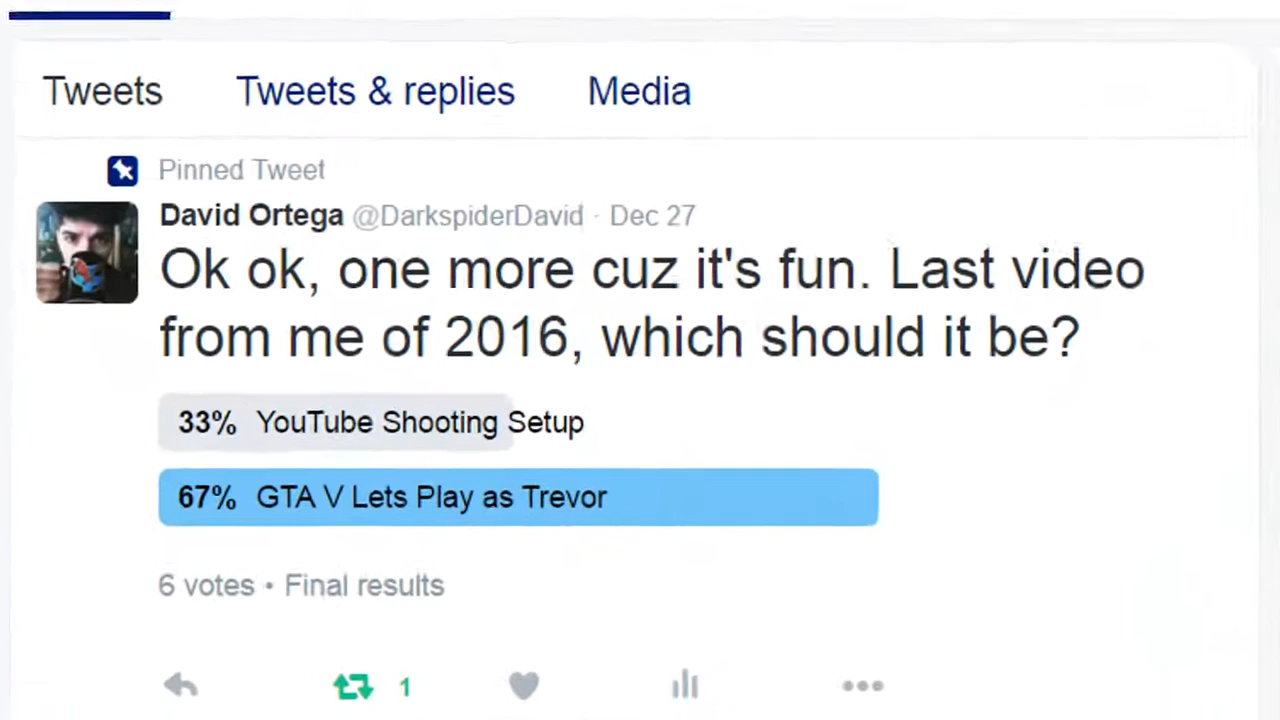 Tweets Tweets & replies Media
Pinned Tweet
David Ortega @DarkspiderDavid · Dec 27
Ok ok, one more cuz it's fun. Last video
from me of 2016, which should it be?
33% YouTube Shooting Setup
67% GTA V Lets Play as Trevor
6 votes • Final results
1